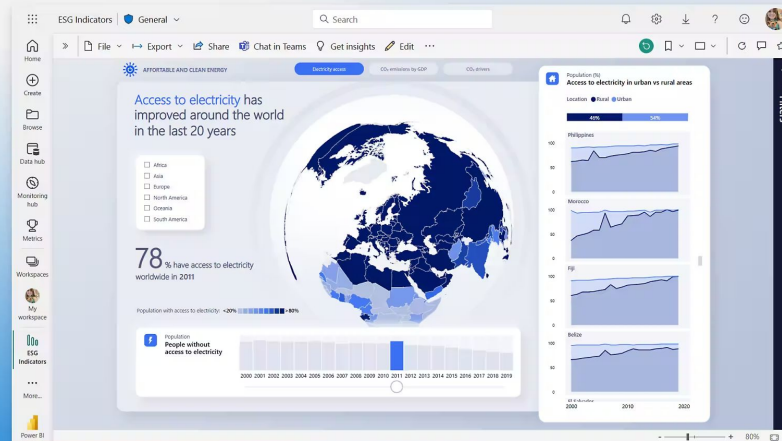 ESG Indicators
General
Search
File
Export
Share
Chat in Teams
Get insights
Edit
Home
Create
Browse
Data hub
Monitoring
hub
Metrics
Workspaces
My
workspace
ESG
Indicators
More...
Power BI
AFFORTABLE AND CLEAN ENERGY
Electricity access
CO₂ emissions by GDP
CO₂ drivers
Access to electricity has
improved around the world
in the last 20 years
Africa
Asia
Europe
North America
Oceania
South America
78 % have access to electricity
worldwide in 2011
Population with access to electricity: <20% >80%
Population
People without
access to electricity
2000 2001 2002 2003 2004 2005 2006 2007 2008 2009 2010 2011 2012 2013 2014 2015 2016 2017 2018 2019
Population (%)
Access to electricity in urban vs rural areas
Location Rural Urban
46% 54%
Philippines
100
50
0
Morocco
100
50
0
Fiji
100
50
0
Belize
100
50
0
2000 2010 2020
- + 80%